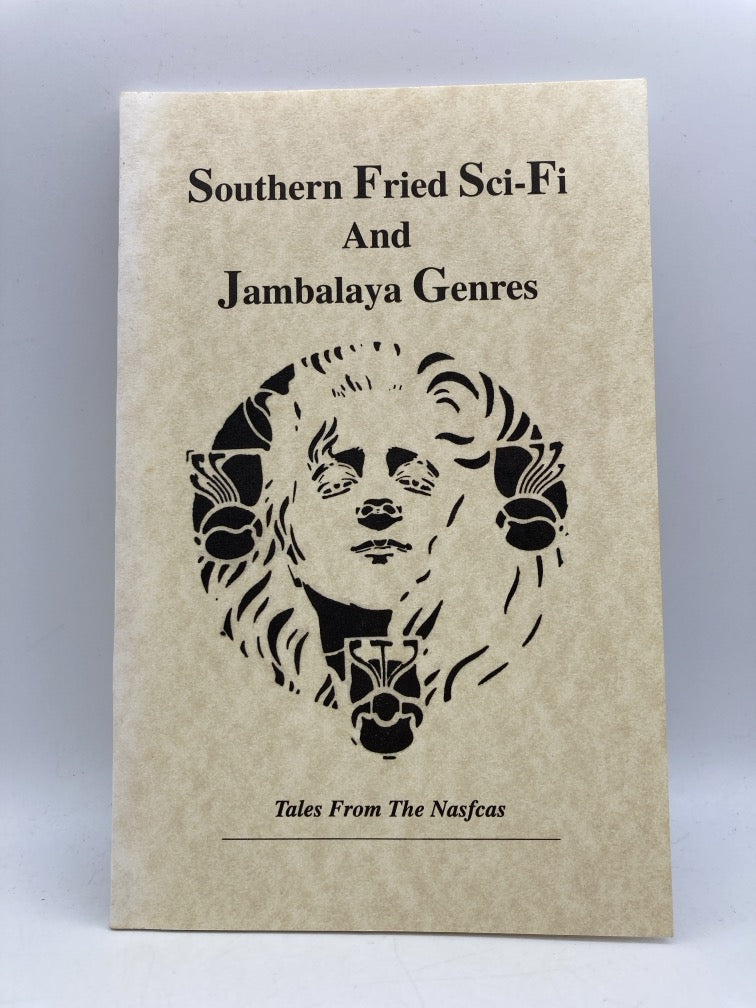 Southern Fried Sci-Fi
And
Jambalaya Genres
Tales From The Nasfcas